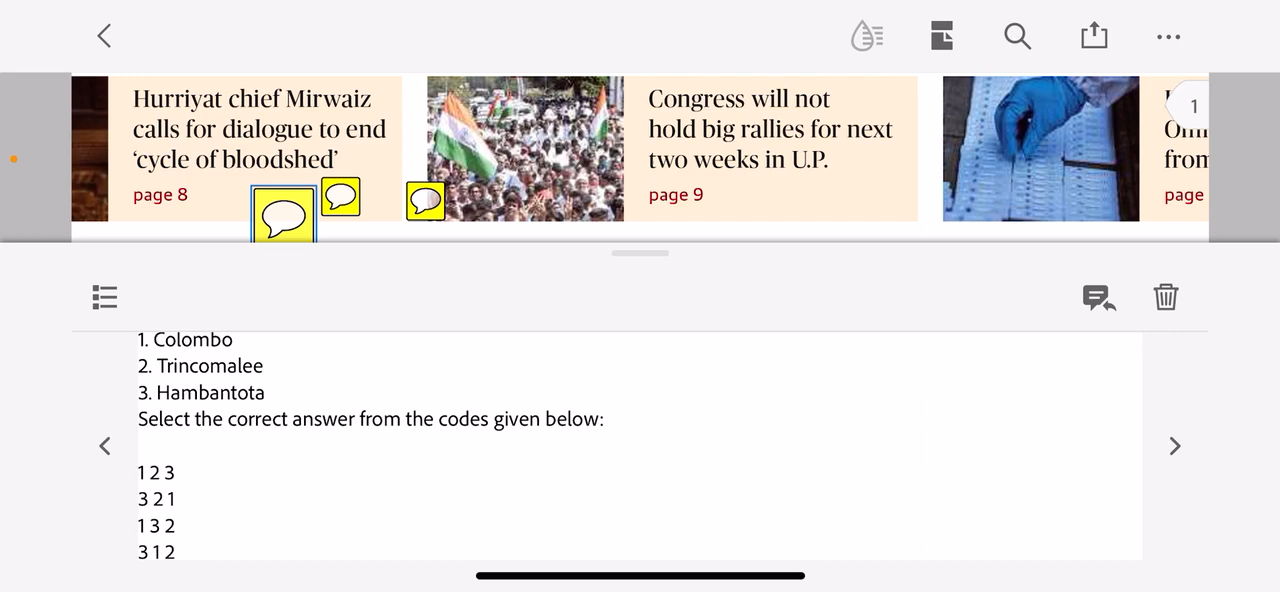 Hurriyat chief Mirwaiz
calls for dialogue to end
‘cycle of bloodshed’
page 8
Congress will not
hold big rallies for next
two weeks in U.P.
page 9
1
from
page
1. Colombo
2. Trincomalee
3. Hambantota
Select the correct answer from the codes given below:
1 2 3
3 2 1
1 3 2
3 1 2